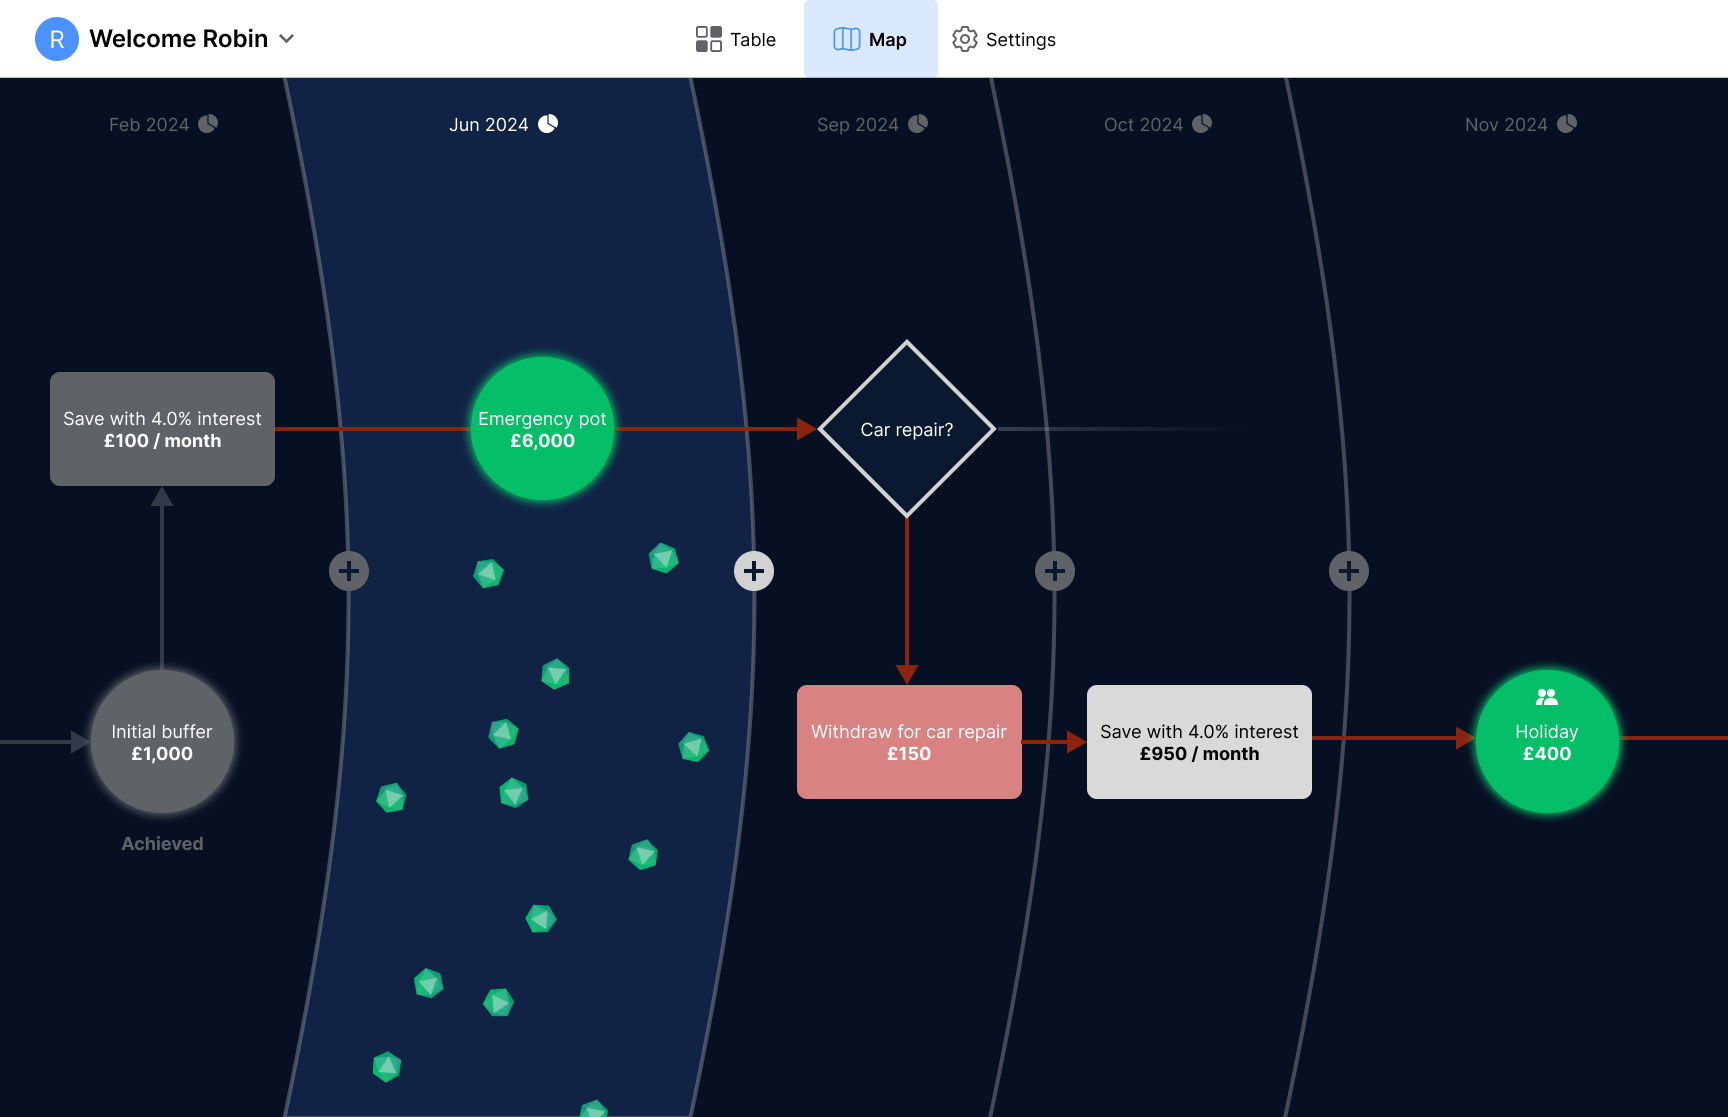 R
Welcome Robin
Table
Map
Settings
Feb 2024
Jun 2024
Sep 2024
Oct 2024
Nov 2024
Save with 4.0% interest
£100 / month
Emergency pot
£6,000
Car repair?
Initial buffer
£1,000
Achieved
Withdraw for car repair
£150
Save with 4.0% interest
£950 / month
Holiday
£400